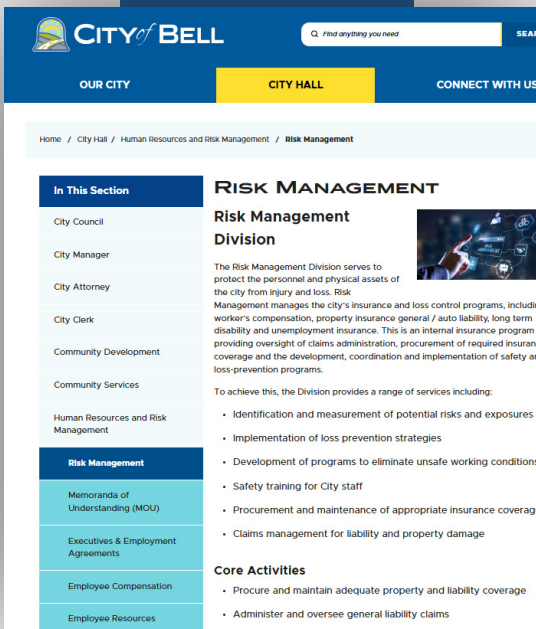 CITY of BELL
Find anything you need
OUR CITY
CITY HALL
CONNECT WITH US
Home / City Hall / Human Resources and Risk Management / Risk Management
In This Section
City Council
City Manager
City Attorney
City Clerk
Community Development
Community Services
Human Resources and Risk
Management
Risk Management
Memoranda of
Understanding (MOU)
Executives & Employment
Agreements
Employee Compensation
Employee Resources
RISK MANAGEMENT
Risk Management
Division
The Risk Management Division serves to
protect the personnel and physical assets of
the city from injury and loss. Risk
Management manages the city's insurance and loss control programs,
worker's compensation, property insurance general / auto liability, long term
disability and unemployment insurance. This is an internal insurance program
providing oversight of claims administration, procurement of required
coverage and the development, coordination and implementation of safety
loss-prevention programs.
To achieve this, the Division provides a range of services including:
• Identification and measurement of potential risks and exposures
• Implementation of loss prevention strategies
• Development of programs to eliminate unsafe working conditions
• Safety training for City staff
• Procurement and maintenance of appropriate insurance
• Claims management for liability and property damage
Core Activities
• Procure and maintain adequate property and liability coverage
• Administer and oversee general liability claims